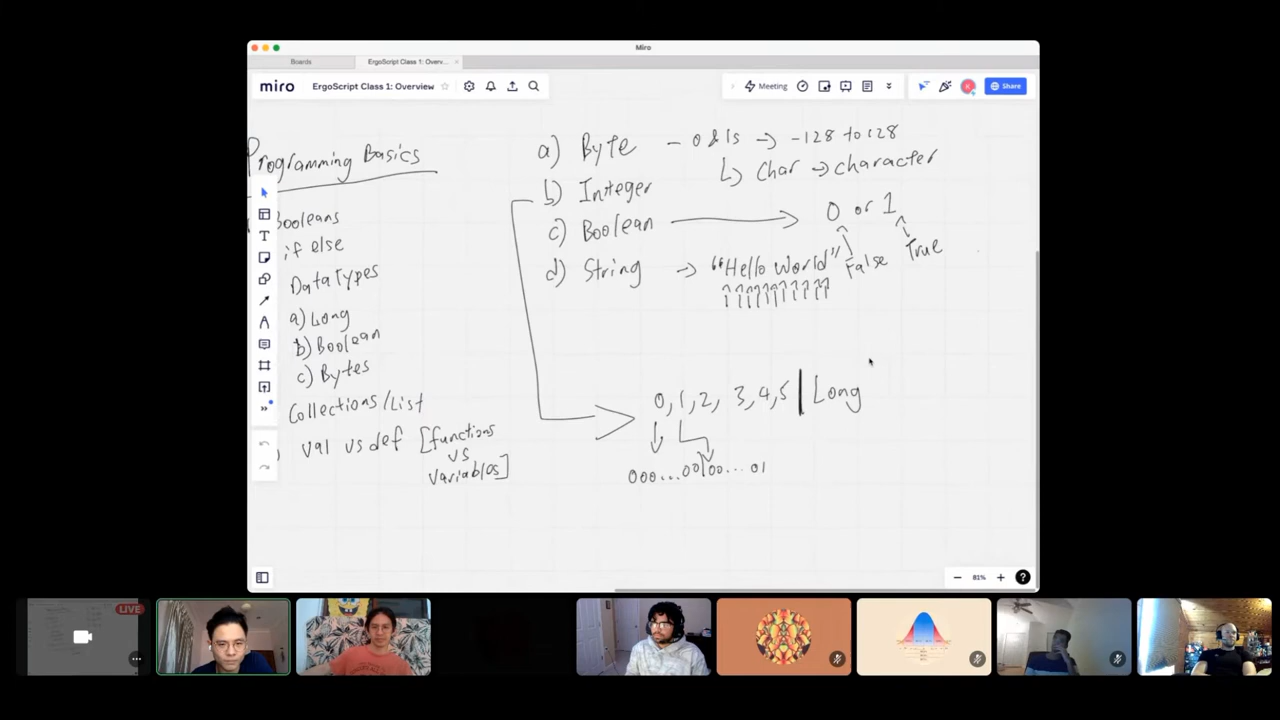 Miro
Boards
ErgoScript Class 1: Overv...
miro
ErgoScript Class 1: Overview
Meeting
Share
Programming Basics
Booleans
if else
DataTypes
a) Long
b) Boolean
c) Bytes
Collections/List
val vs def [functions
vs
variables]
a) Byte - 0 & 1s → -128 to 128
↳ Char → character
b) Integer
c) Boolean → 0 or 1
False True
d) String → "Hello World"
0, 1, 2, 3, 4, 5 | Long
000...00 | 00... 01
81%
LIVE